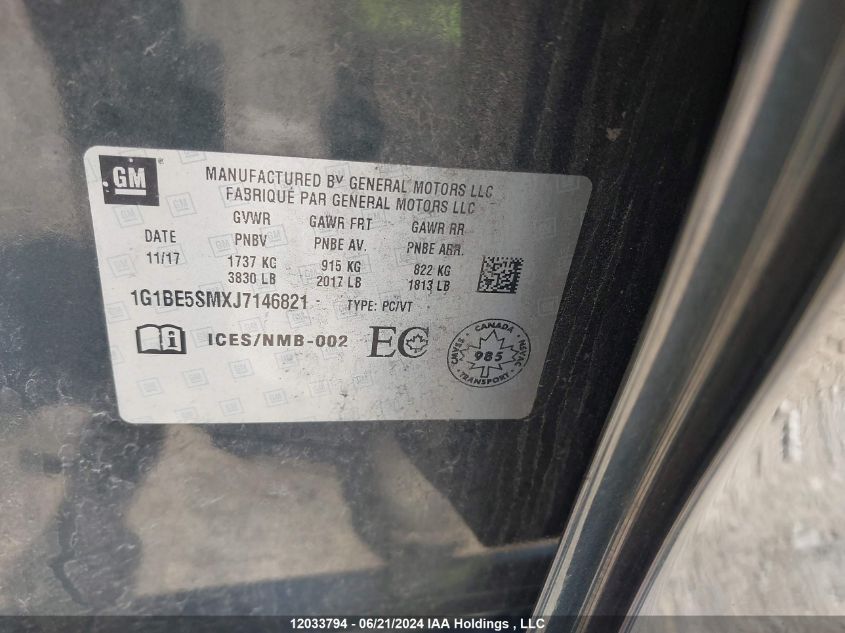 GM
MANUFACTURED BY GENERAL MOTORS LLC
FABRIQUÉ PAR GENERAL MOTORS LLC
DATE
11/17
GVWR
PNBV
1737 KG
3830 LB
GAWR FRT
PNBE AV.
915 KG
2017 LB
GAWR RR
PNBE ARR.
822 KG
1813 LB
1G1BE5SMXJ7146821 TYPE: PC/VT
ICES/NMB-002 EC
CANADA
985
TRANSPORT
12033794 - 06/21/2024 IAA Holdings , LLC